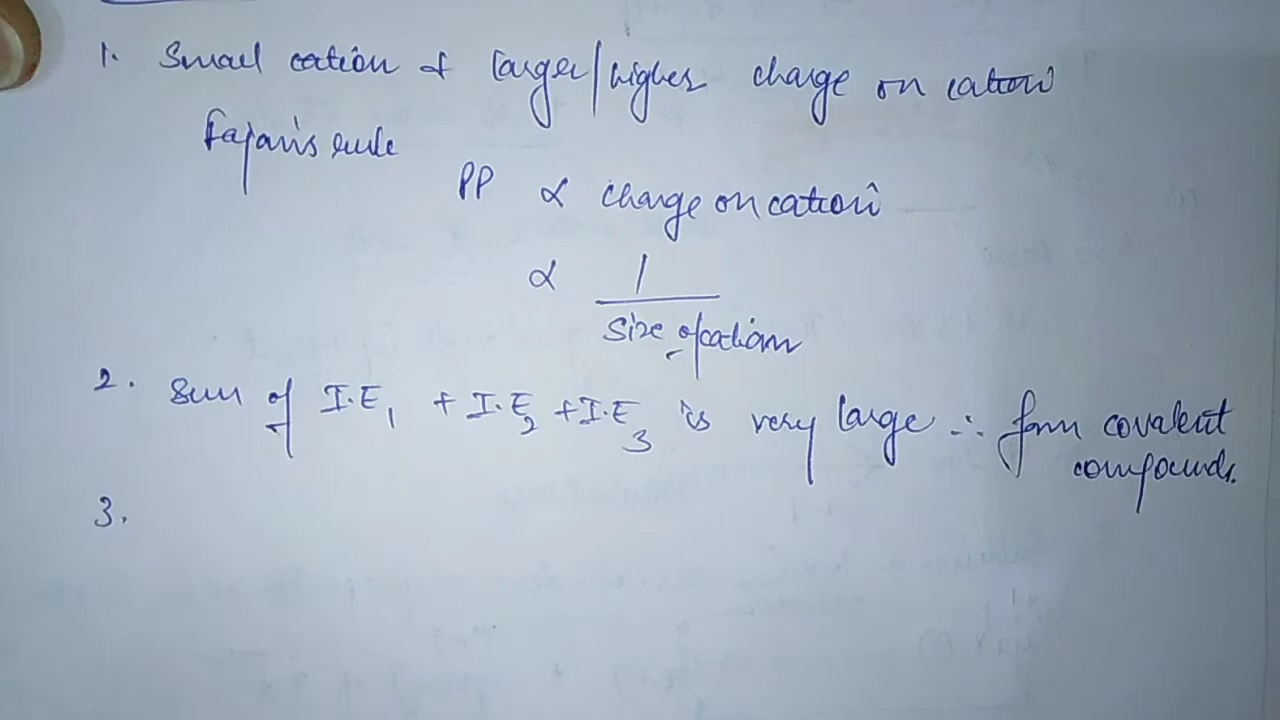 1. Small cation & larger/higher charge on cation
Fajan's rule
PP ∝ charge on cation
∝ 1
size of cation
2. Sum of I.E1 + I.E2 + I.E3 is very large ∴ form covalent
compounds.
3.